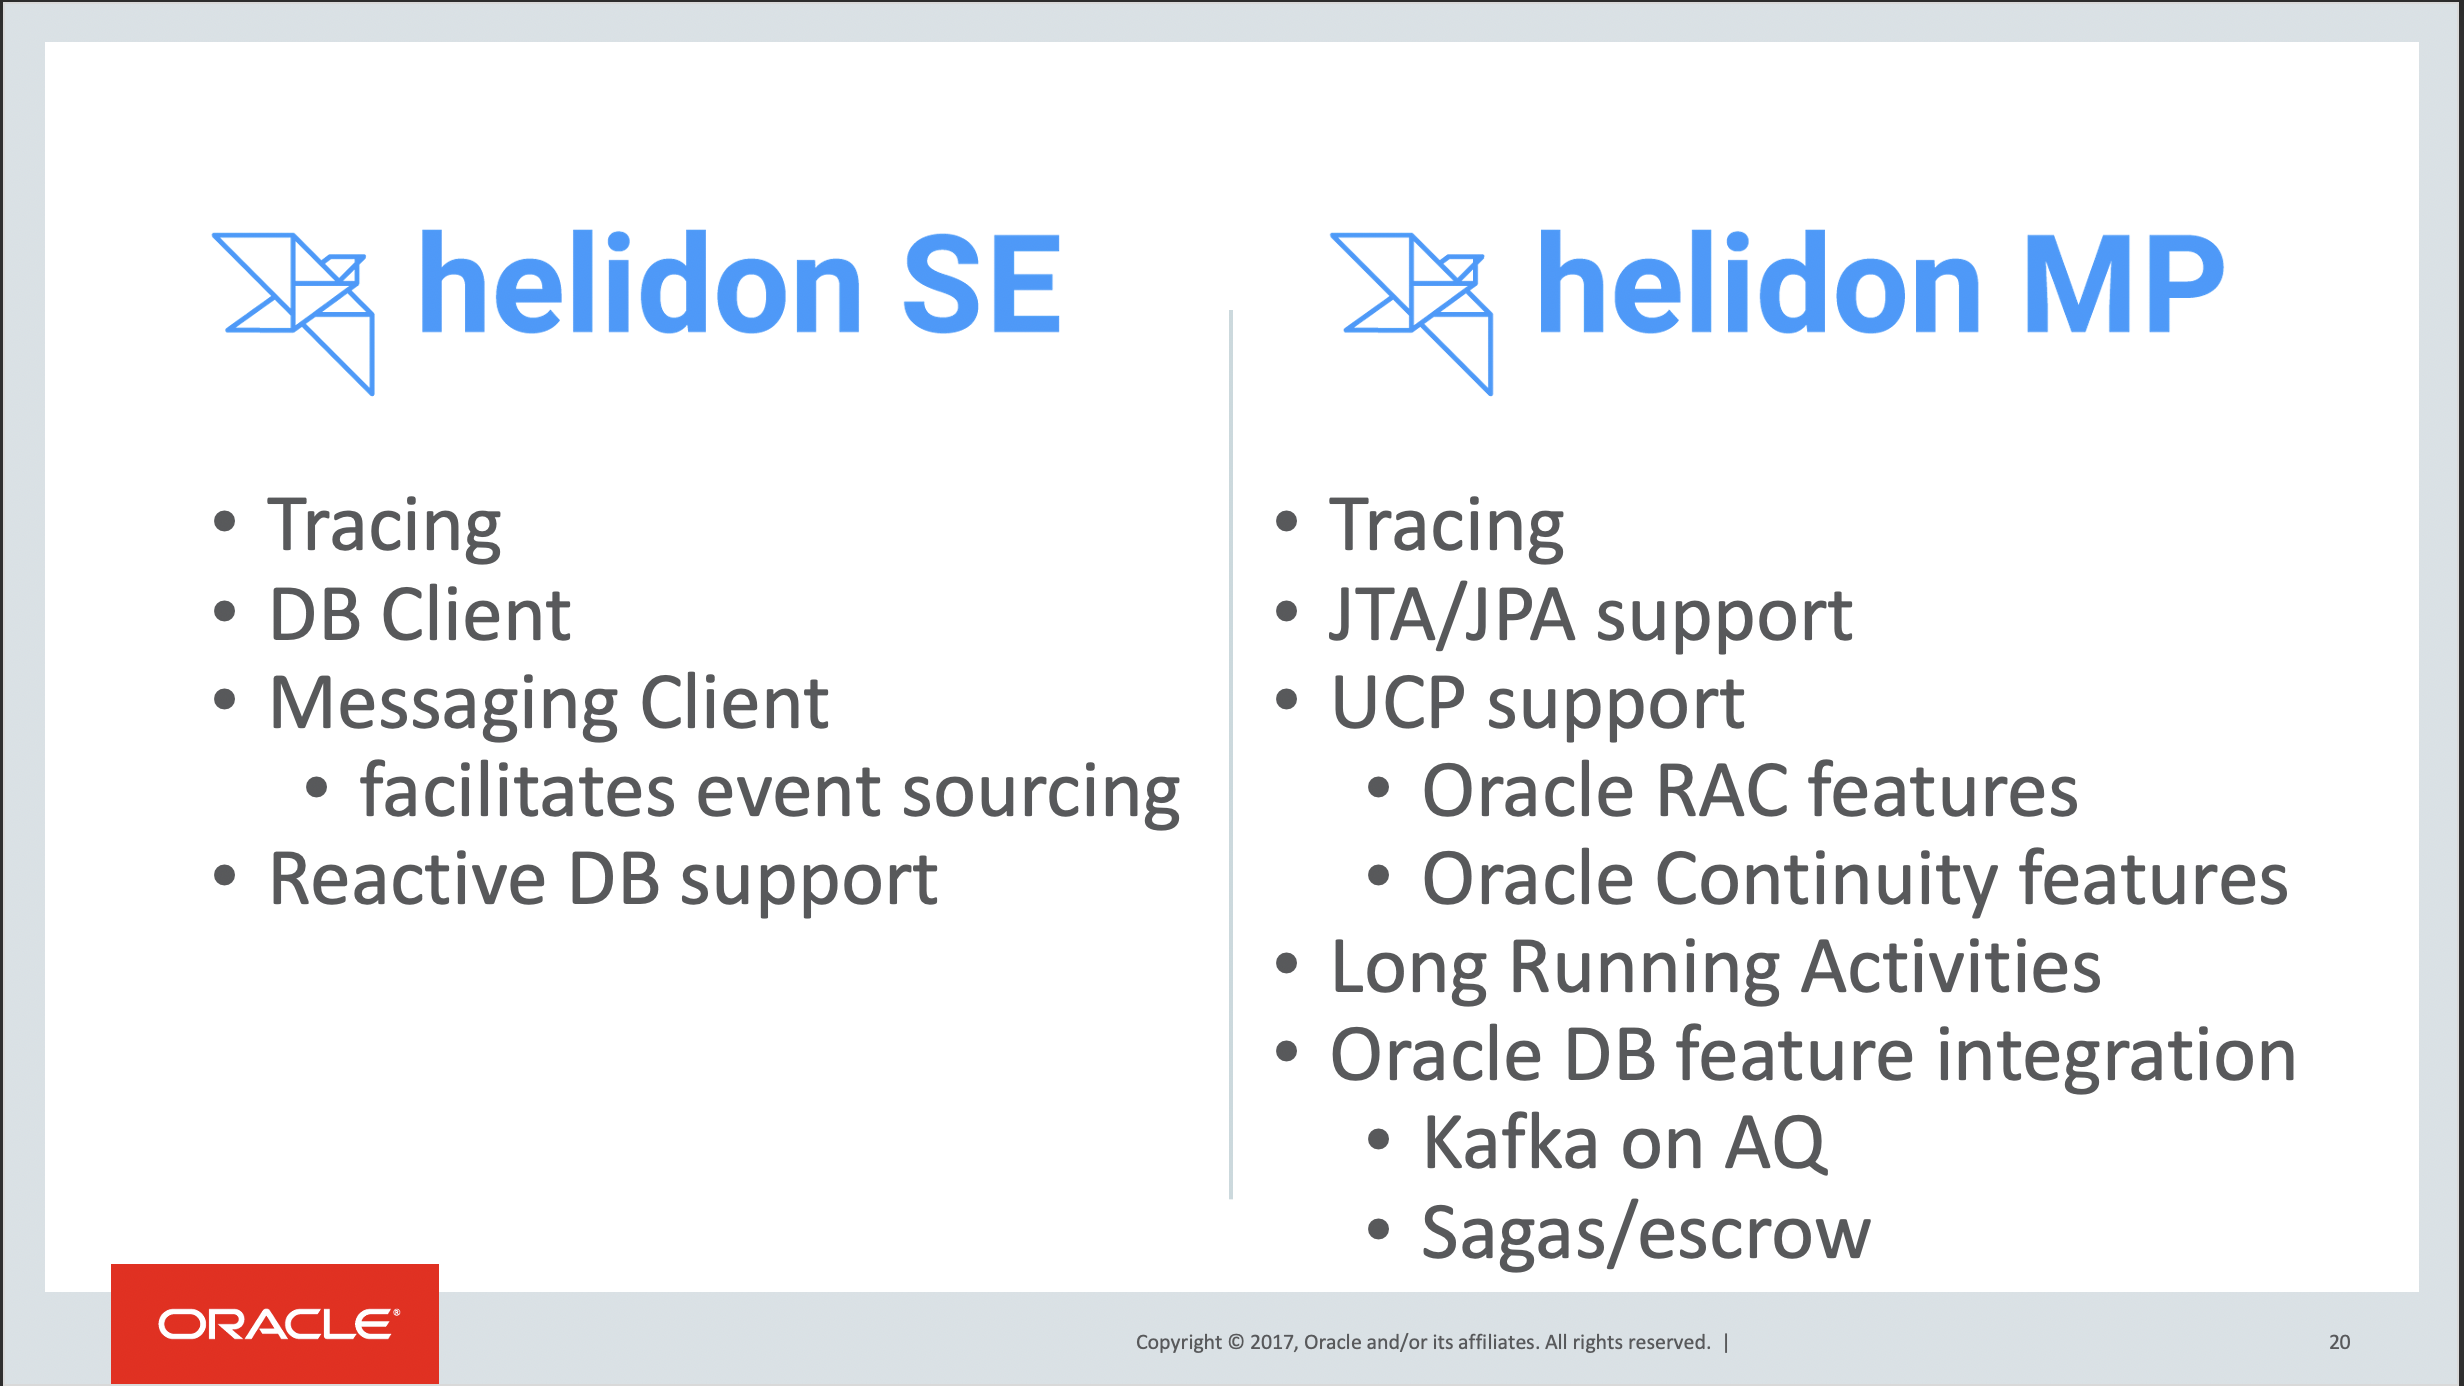 helidon SE
• Tracing
• DB Client
• Messaging Client
• facilitates event sourcing
• Reactive DB support
helidon MP
• Tracing
• JTA/JPA support
• UCP support
• Oracle RAC features
• Oracle Continuity features
• Long Running Activities
• Oracle DB feature integration
• Kafka on AQ
• Sagas/escrow
ORACLE®
Copyright © 2017, Oracle and/or its affiliates. All rights reserved. |
20